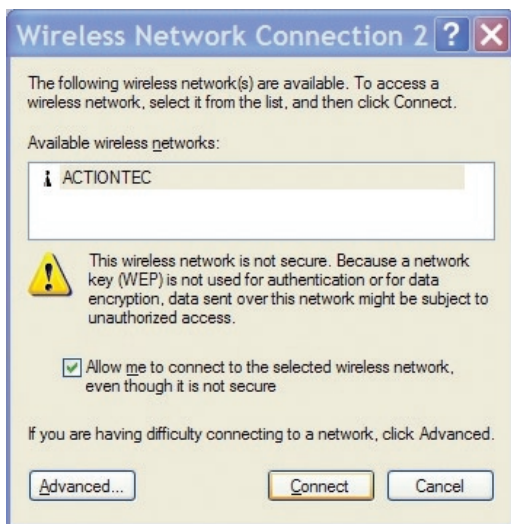 Wireless Network Connection 2
The following wireless network(s) are available. To access a
wireless network, select it from the list, and then click Connect.
Available wireless networks:
ACTIONTEC
This wireless network is not secure. Because a network
key (WEP) is not used for authentication or for data
encryption, data sent over this network might be subject to
unauthorized access.
Allow me to connect to the selected wireless network,
even though it is not secure
If you are having difficulty connecting to a network, click Advanced.
Advanced... Connect Cancel